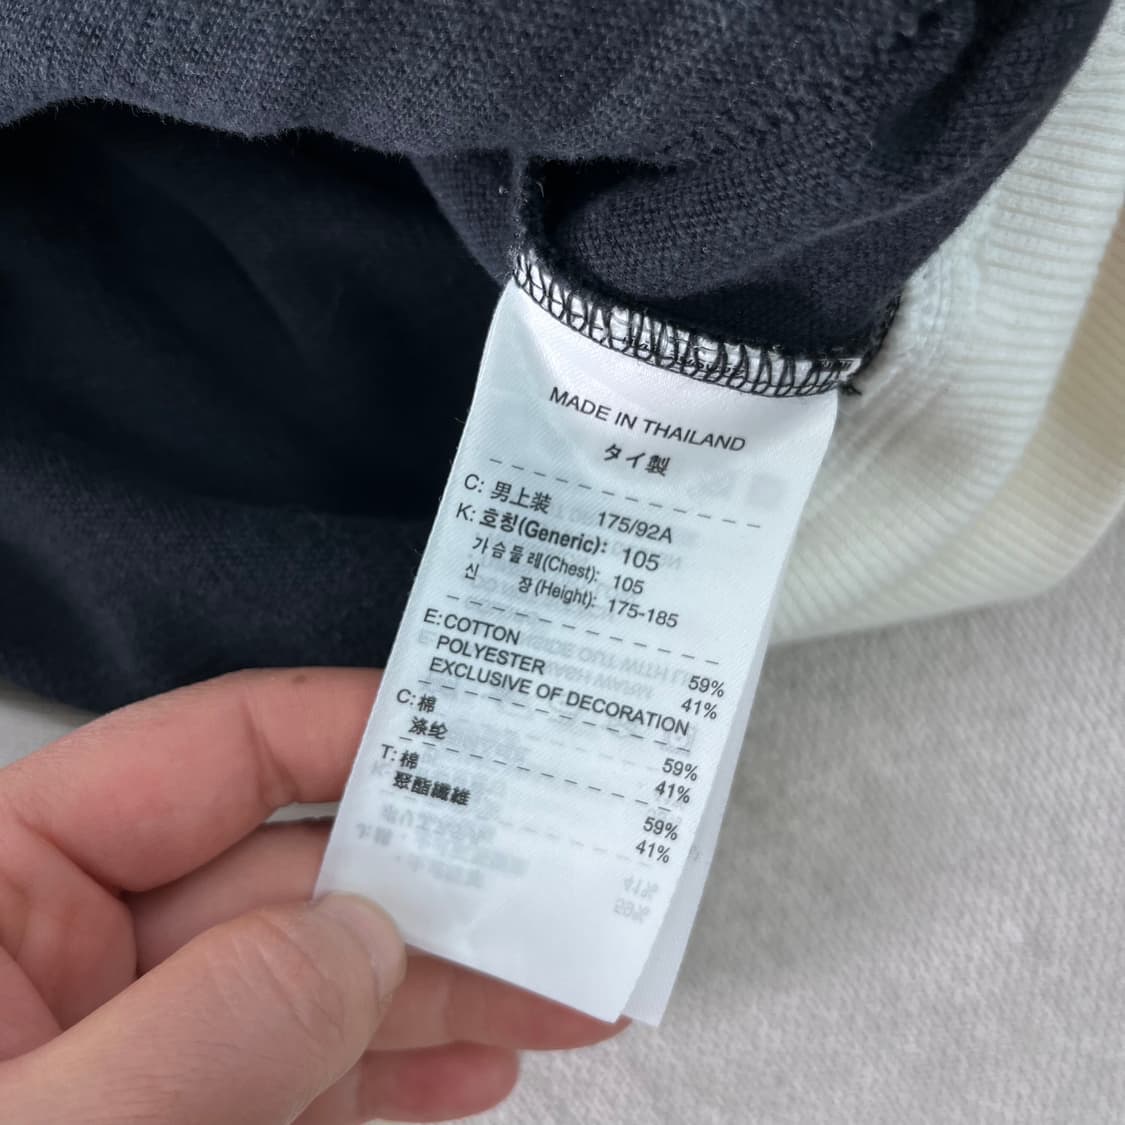 MADE IN THAILAND
タイ製
C: 男上装 175/92A
K: 호칭(Generic): 105
가슴둘레(Chest): 105
신 장(Height): 175-185
E: COTTON 59%
POLYESTER 41%
EXCLUSIVE OF DECORATION
C: 棉 59%
涤纶 41%
T: 棉 59%
聚酯纖維 41%